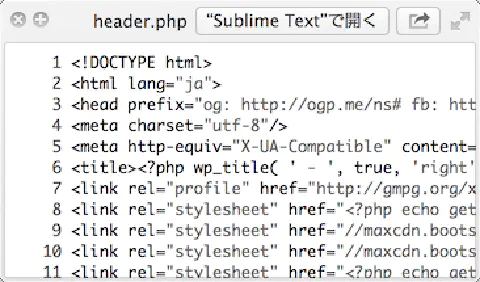 header.php "Sublime Text"で開く
1 <!DOCTYPE html>
2 <html lang="ja">
3 <head prefix="og: http://ogp.me/ns# fb: htt
4 <meta charset="utf-8"/>
5 <meta http-equiv="X-UA-Compatible" content=
6 <title><?php wp_title( ' - ', true, 'right'
7 <link rel="profile" href="http://gmpg.org/x
8 <link rel="stylesheet" href="<?php echo get
9 <link rel="stylesheet" href="//maxcdn.boots
10 <link rel="stylesheet" href="//maxcdn.boots
11 <link rel="stylesheet" href="<?php echo get